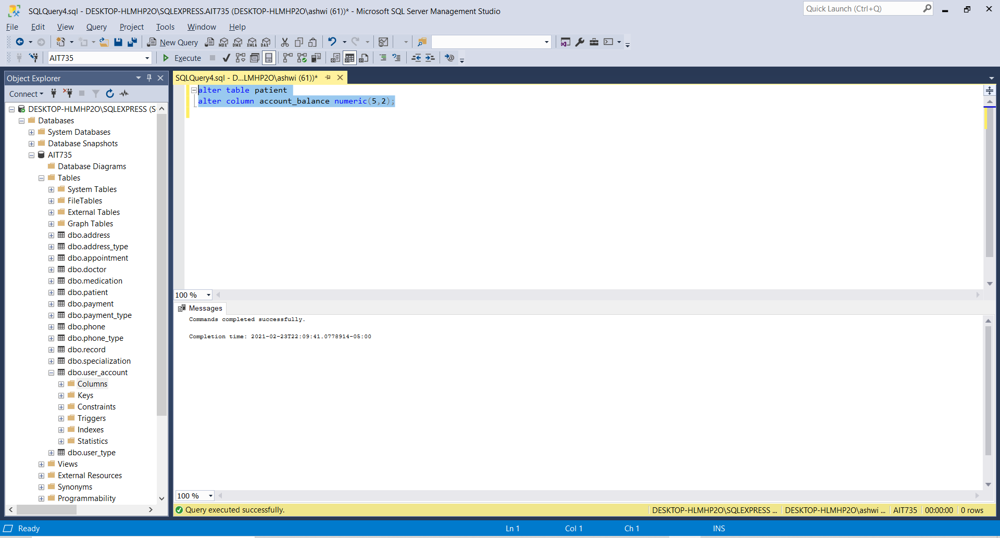 SQLQuery4.sql - DESKTOP-HLMHP2O\SQLEXPRESS.AIT735 (DESKTOP-HLMHP2O\ashwi (61))* - Microsoft SQL Server Management Studio
Quick Launch (Ctrl+Q)
File Edit View Query Project Tools Window Help
New Query MDX DMX XMLA DAX
AIT735 Execute
Object Explorer
SQLQuery4.sql - D...LMHP2O\ashwi (61))*
Connect
alter table patient
alter column account_balance numeric(5,2);
DESKTOP-HLMHP2O\SQLEXPRESS (S
Databases
System Databases
Database Snapshots
AIT735
Database Diagrams
Tables
System Tables
FileTables
External Tables
Graph Tables
dbo.address
dbo.address_type
dbo.appointment
dbo.doctor
dbo.medication
dbo.patient
dbo.payment
dbo.payment_type
dbo.phone
dbo.phone_type
dbo.record
dbo.specialization
dbo.user_account
Columns
Keys
Constraints
Triggers
Indexes
Statistics
dbo.user_type
Views
External Resources
Synonyms
Programmability
100 %
Messages
Commands completed successfully.
Completion time: 2021-02-23T22:09:41.0778914-05:00
100 %
Query executed successfully.
DESKTOP-HLMHP2O\SQLEXPRESS ... DESKTOP-HLMHP2O\ashwi ... AIT735 00:00:00 0 rows
Ready Ln 1 Col 1 Ch 1 INS